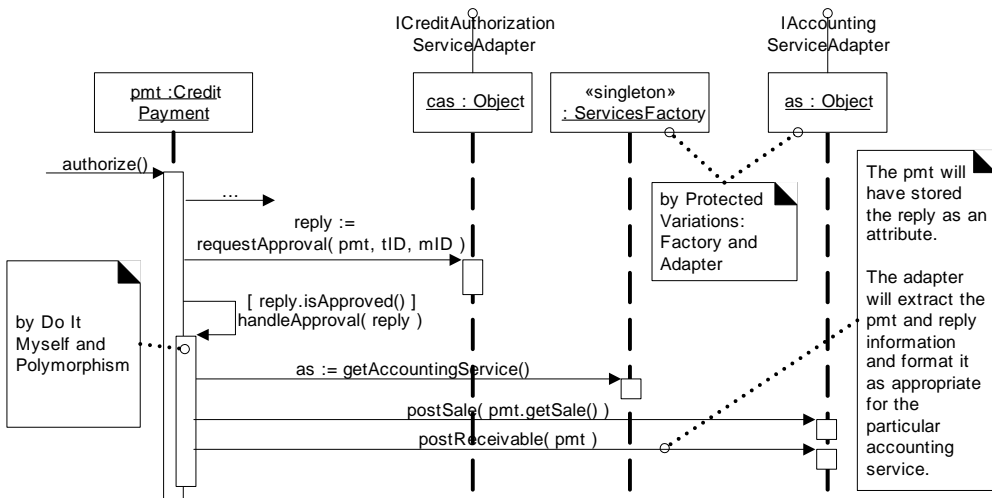 ICreditAuthorization
ServiceAdapter
IAccounting
ServiceAdapter
pmt :Credit
Payment
cas : Object
«singleton»
: ServicesFactory
as : Object
authorize()
...
reply :=
requestApproval( pmt, tID, mID )
by Protected
Variations:
Factory and
Adapter
The pmt will
have stored
the reply as an
attribute.
The adapter
will extract the
pmt and reply
information
and format it
as appropriate
for the
particular
accounting
service.
[ reply.isApproved() ]
handleApproval( reply )
by Do It
Myself and
Polymorphism
as := getAccountingService()
postSale( pmt.getSale() )
postReceivable( pmt )